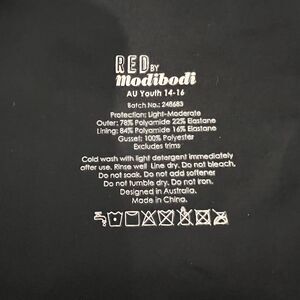 RED BY
modibodi
AU Youth 14-16
Batch No.: 248683
Protection: Light-Moderate
Outer: 78% Polyamide 22% Elastane
Lining: 84% Polyamide 16% Elastane
Gusset: 100% Polyester
Excludes trims
Cold wash with light detergent immediately
after use. Rinse well. Line dry. Do not bleach.
Do not soak. Do not add softener
Do not tumble dry. Do not iron.
Designed in Australia.
Made in China.